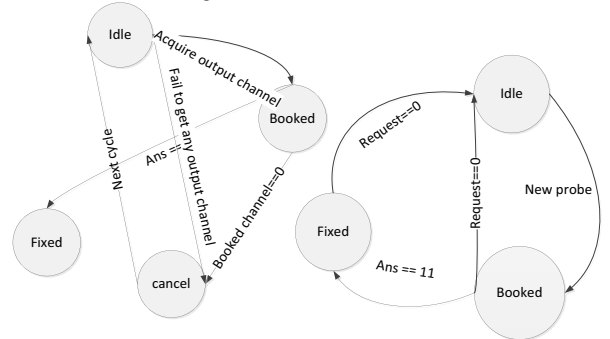 Idle
Acquire output channel
Fail to get any output channel
Booked
Ans =
Next cycle
Booked channel==0
Fixed
cancel
Idle
Request==0
Request==0
New probe
Fixed
Ans == 11
Booked